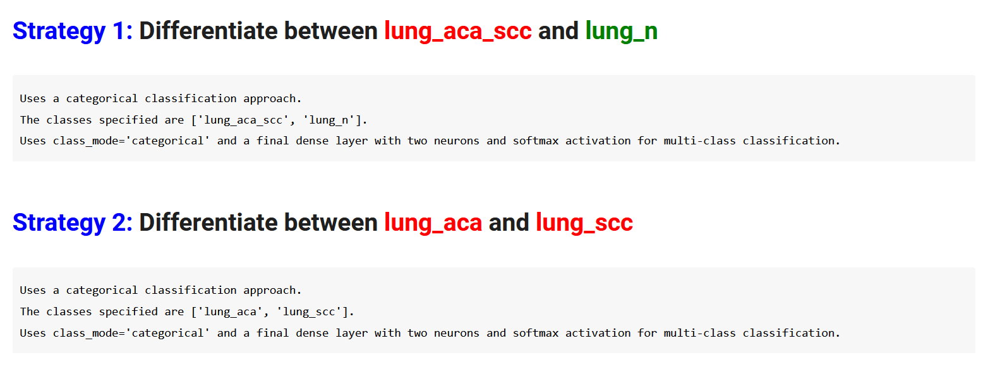 Strategy 1: Differentiate between lung_aca_scc and lung_n
Uses a categorical classification approach.
The classes specified are ['lung_aca_scc', 'lung_n'].
Uses class_mode='categorical' and a final dense layer with two neurons and softmax activation for multi-class classification.
Strategy 2: Differentiate between lung_aca and lung_scc
Uses a categorical classification approach.
The classes specified are ['lung_aca', 'lung_scc'].
Uses class_mode='categorical' and a final dense layer with two neurons and softmax activation for multi-class classification.